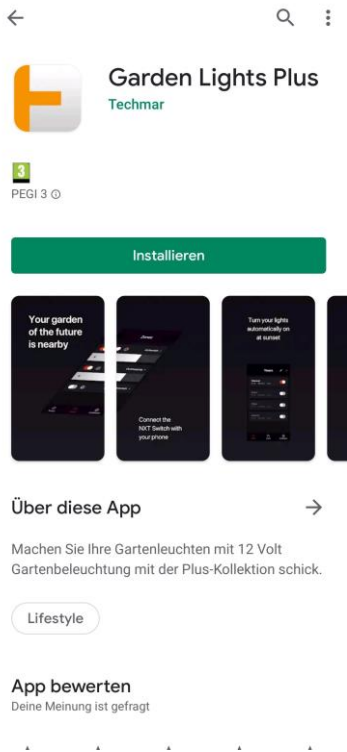 Garden Lights Plus
Techmar
3
PEGI 3
Installieren
Your garden
of the future
is nearby
Connect the
NXT Switch with
your phone
Turn your lights
automatically on
at sunset
Über diese App
Machen Sie Ihre Gartenleuchten mit 12 Volt
Gartenbeleuchtung mit der Plus-Kollektion schick.
Lifestyle
App bewerten
Deine Meinung ist gefragt